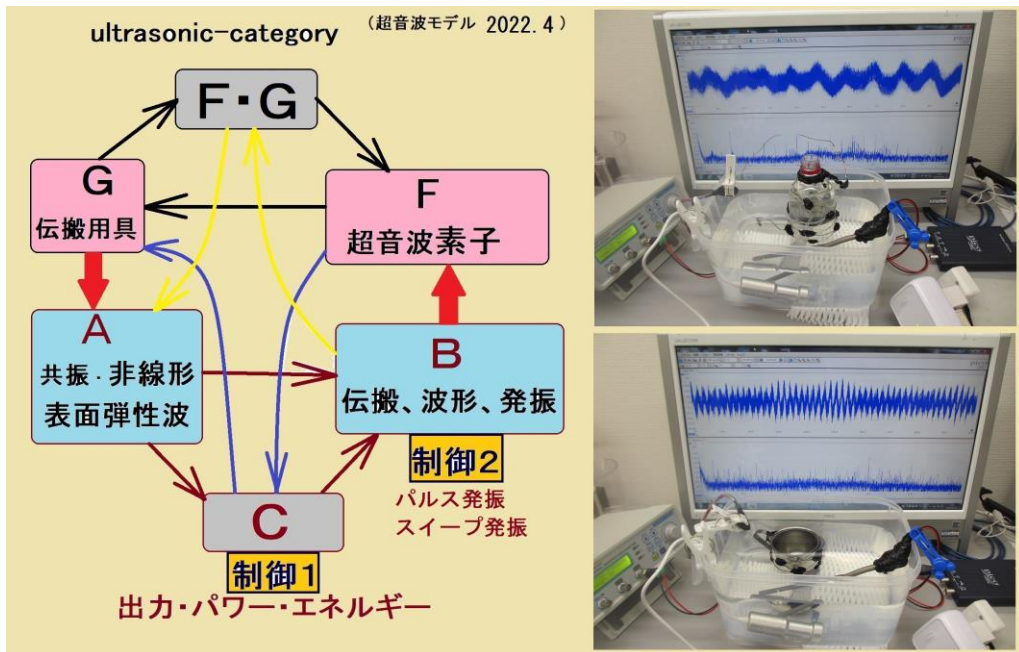 ultrasonic-category
(超音波モデル 2022.4)
F・G
G
伝搬用具
F
超音波素子
A
共振・非線形
表面弾性波
B
伝搬、波形、発振
制御2
パルス発振
スイープ発振
C
制御1
出力・パワー・エネルギー